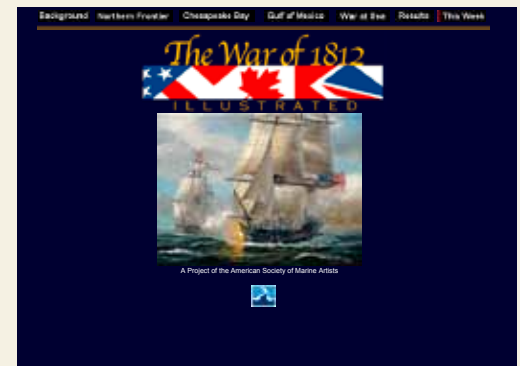 Background Northern Frontier Chesapeake Bay Gulf of Mexico War at Sea Results This Week
The War of 1812
ILLUSTRATED
A Project of the American Society of Marine Artists